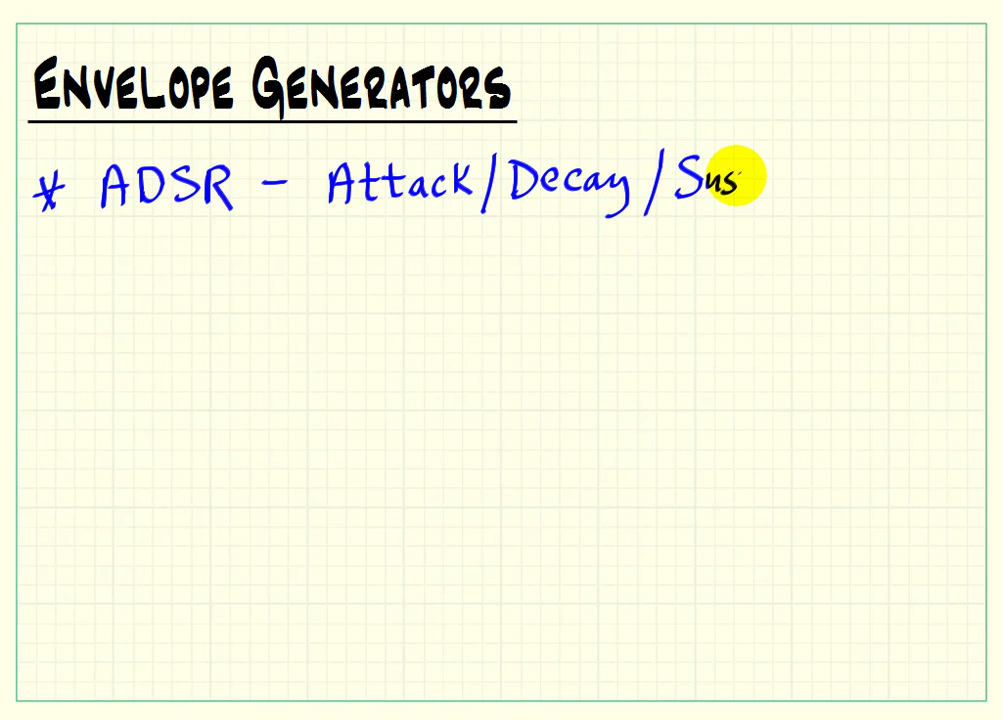 ENVELOPE GENERATORS
* ADSR - Attack/Decay/Sus